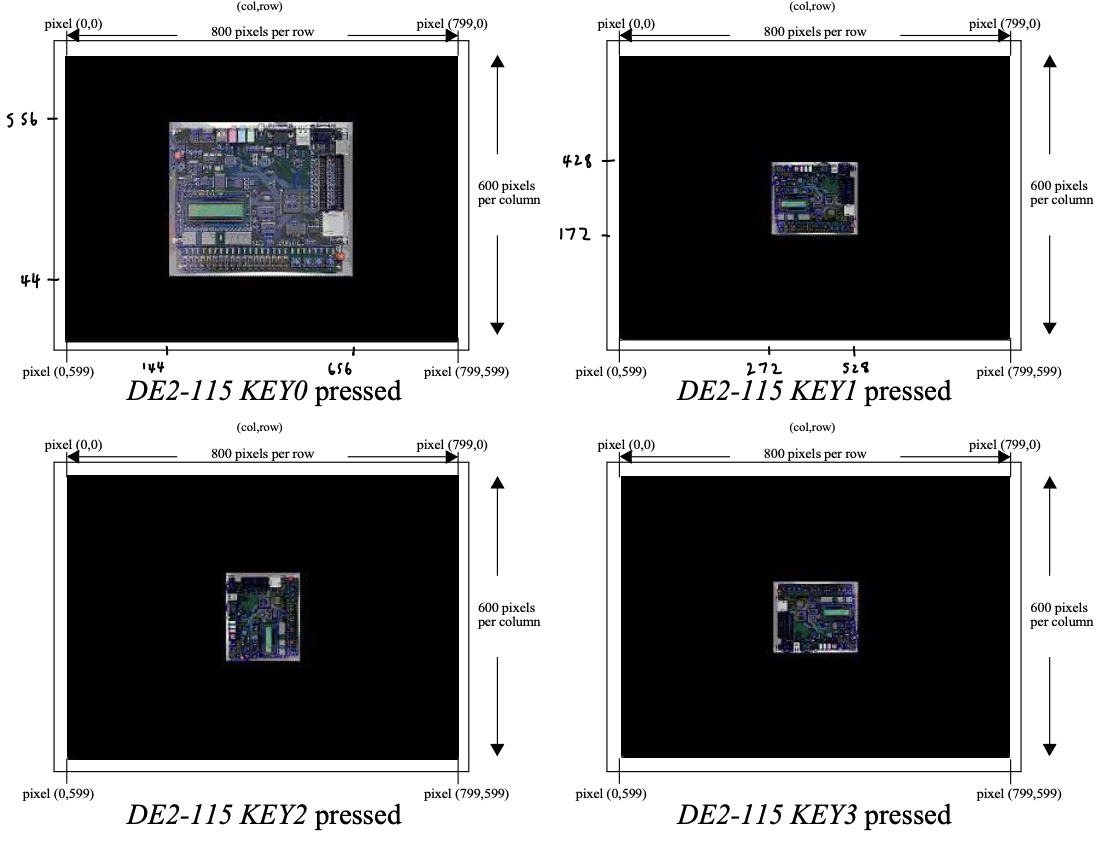 (col,row)
pixel (0,0)
pixel (799,0)
800 pixels per row
556
44
600 pixels
per column
pixel (0,599)
144
656
pixel (799,599)
DE2-115 KEY0 pressed
(col,row)
pixel (0,0)
pixel (799,0)
800 pixels per row
428
172
600 pixels
per column
pixel (0,599)
272
528
pixel (799,599)
DE2-115 KEY1 pressed
(col,row)
pixel (0,0)
pixel (799,0)
800 pixels per row
600 pixels
per column
pixel (0,599)
pixel (799,599)
DE2-115 KEY2 pressed
(col,row)
pixel (0,0)
pixel (799,0)
800 pixels per row
600 pixels
per column
pixel (0,599)
pixel (799,599)
DE2-115 KEY3 pressed